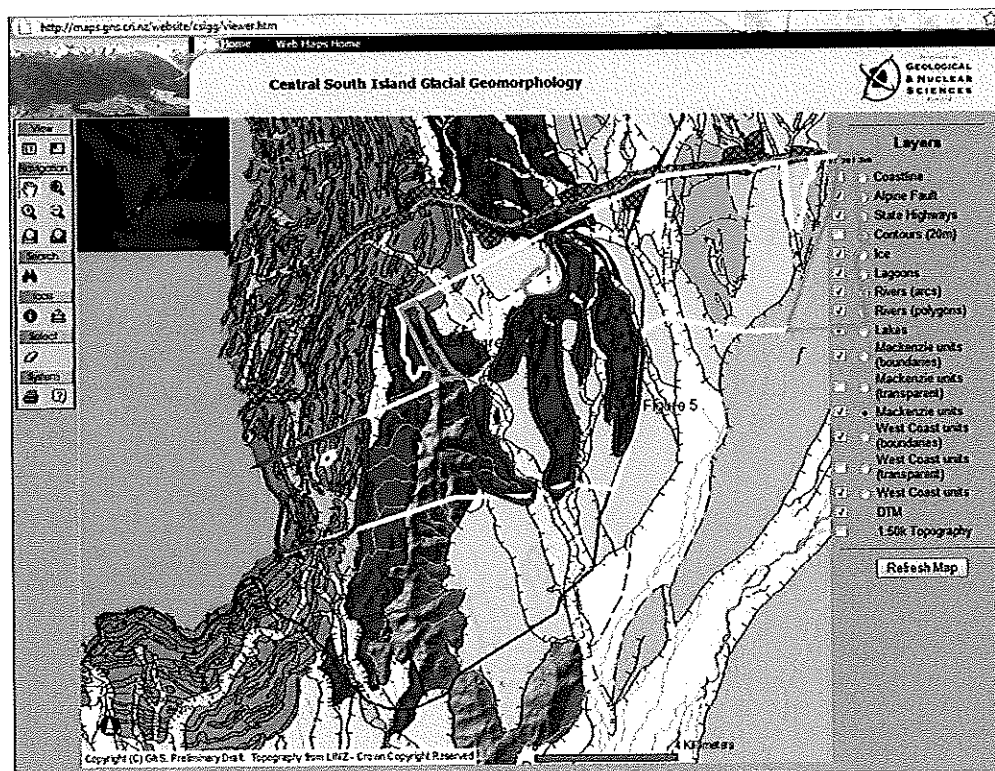 http://maps.gns.cri.nz/website/csigg/viewer.htm
Home Web Maps Home
Central South Island Glacial Geomorphology
GEOLOGICAL
& NUCLEAR
SCIENCES
View
Navigation
Search
Tools
Select
System
Layers
Coastline
Alpine Fault
State Highways
Contours (20m)
Ice
Lagoons
Rivers (arcs)
Rivers (polygons)
Lakes
Mackenzie units
(boundaries)
Mackenzie units
(transparent)
Mackenzie units
West Coast units
(boundaries)
West Coast units
(transparent)
West Coast units
DTM
1:50k Topography
Refresh Map
Figure 5
4 Kilometers
Copyright (C) GNS. Preliminary Draft. Topography from LINZ - Crown Copyright Reserved